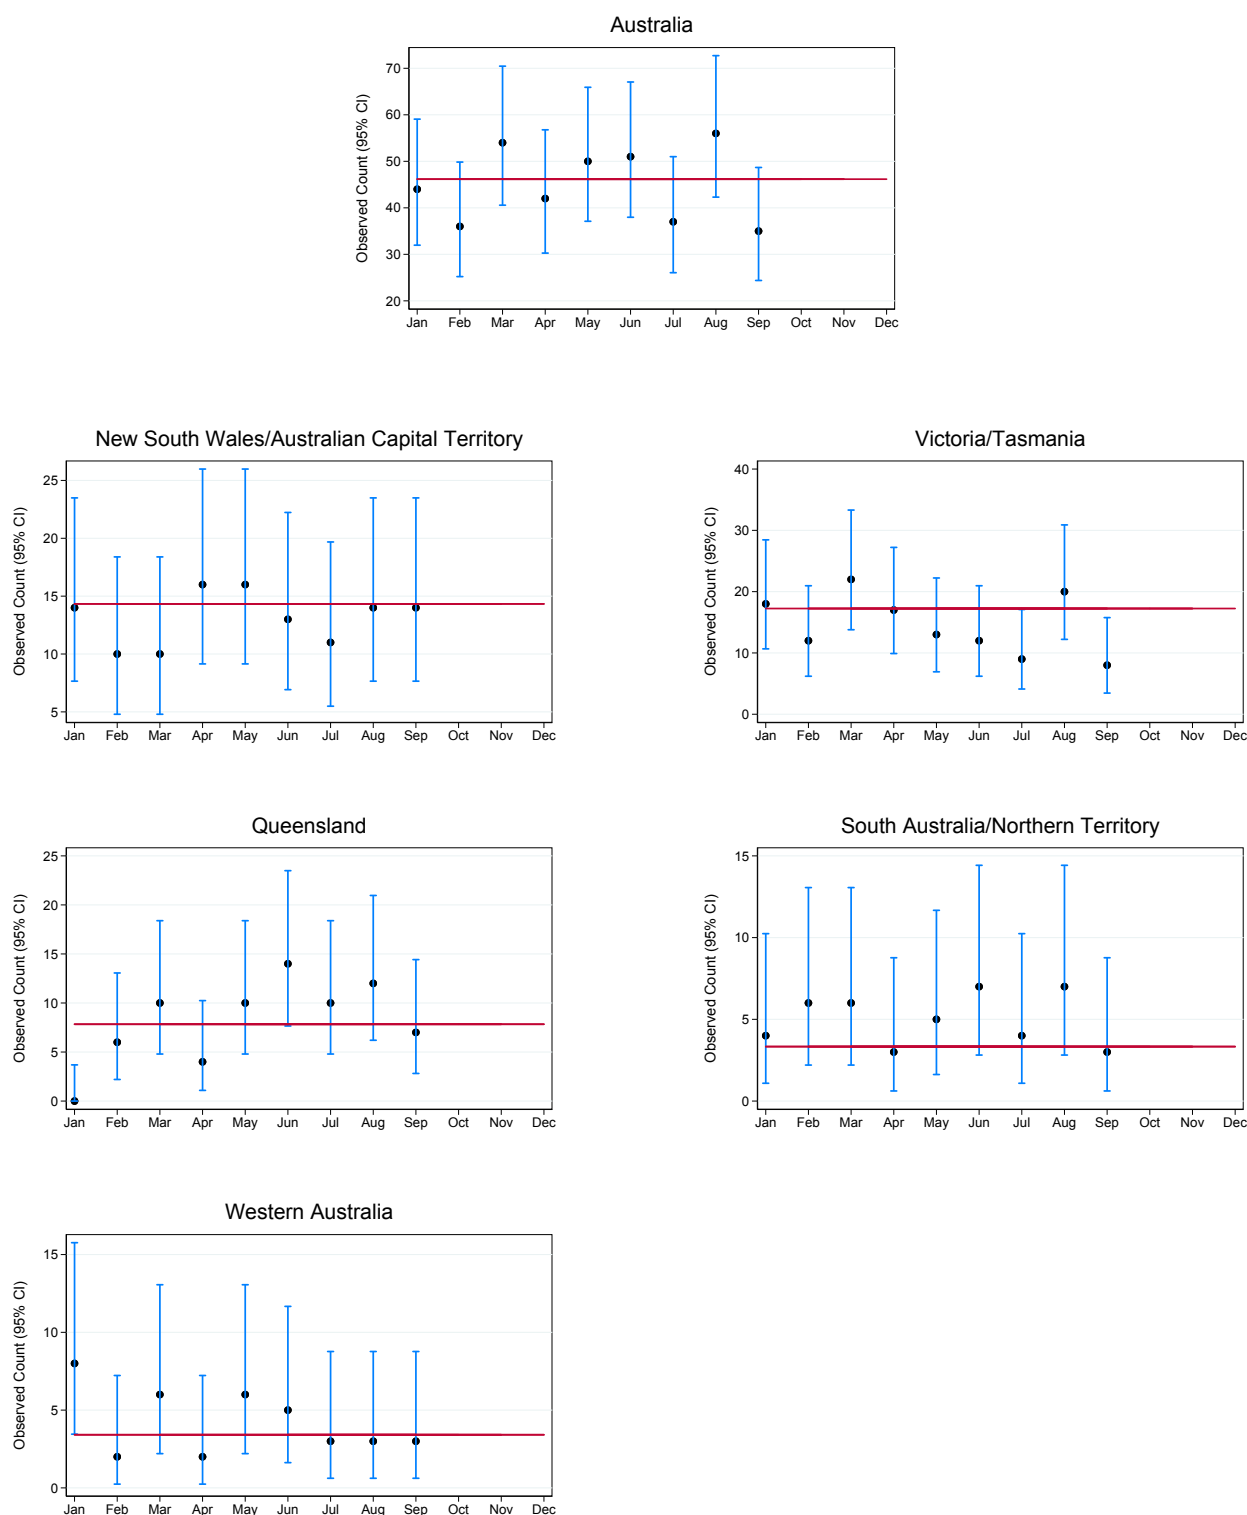 Australia
Observed Count (95% CI)
70
60
50
40
30
20
Jan Feb Mar Apr May Jun Jul Aug Sep Oct Nov Dec
New South Wales/Australian Capital Territory
Observed Count (95% CI)
25
20
15
10
5
Jan Feb Mar Apr May Jun Jul Aug Sep Oct Nov Dec
Victoria/Tasmania
Observed Count (95% CI)
40
30
20
10
0
Jan Feb Mar Apr May Jun Jul Aug Sep Oct Nov Dec
Queensland
Observed Count (95% CI)
25
20
15
10
5
0
Jan Feb Mar Apr May Jun Jul Aug Sep Oct Nov Dec
South Australia/Northern Territory
Observed Count (95% CI)
15
10
5
0
Jan Feb Mar Apr May Jun Jul Aug Sep Oct Nov Dec
Western Australia
Observed Count (95% CI)
15
10
5
0
Jan Feb Mar Apr May Jun Jul Aug Sep Oct Nov Dec